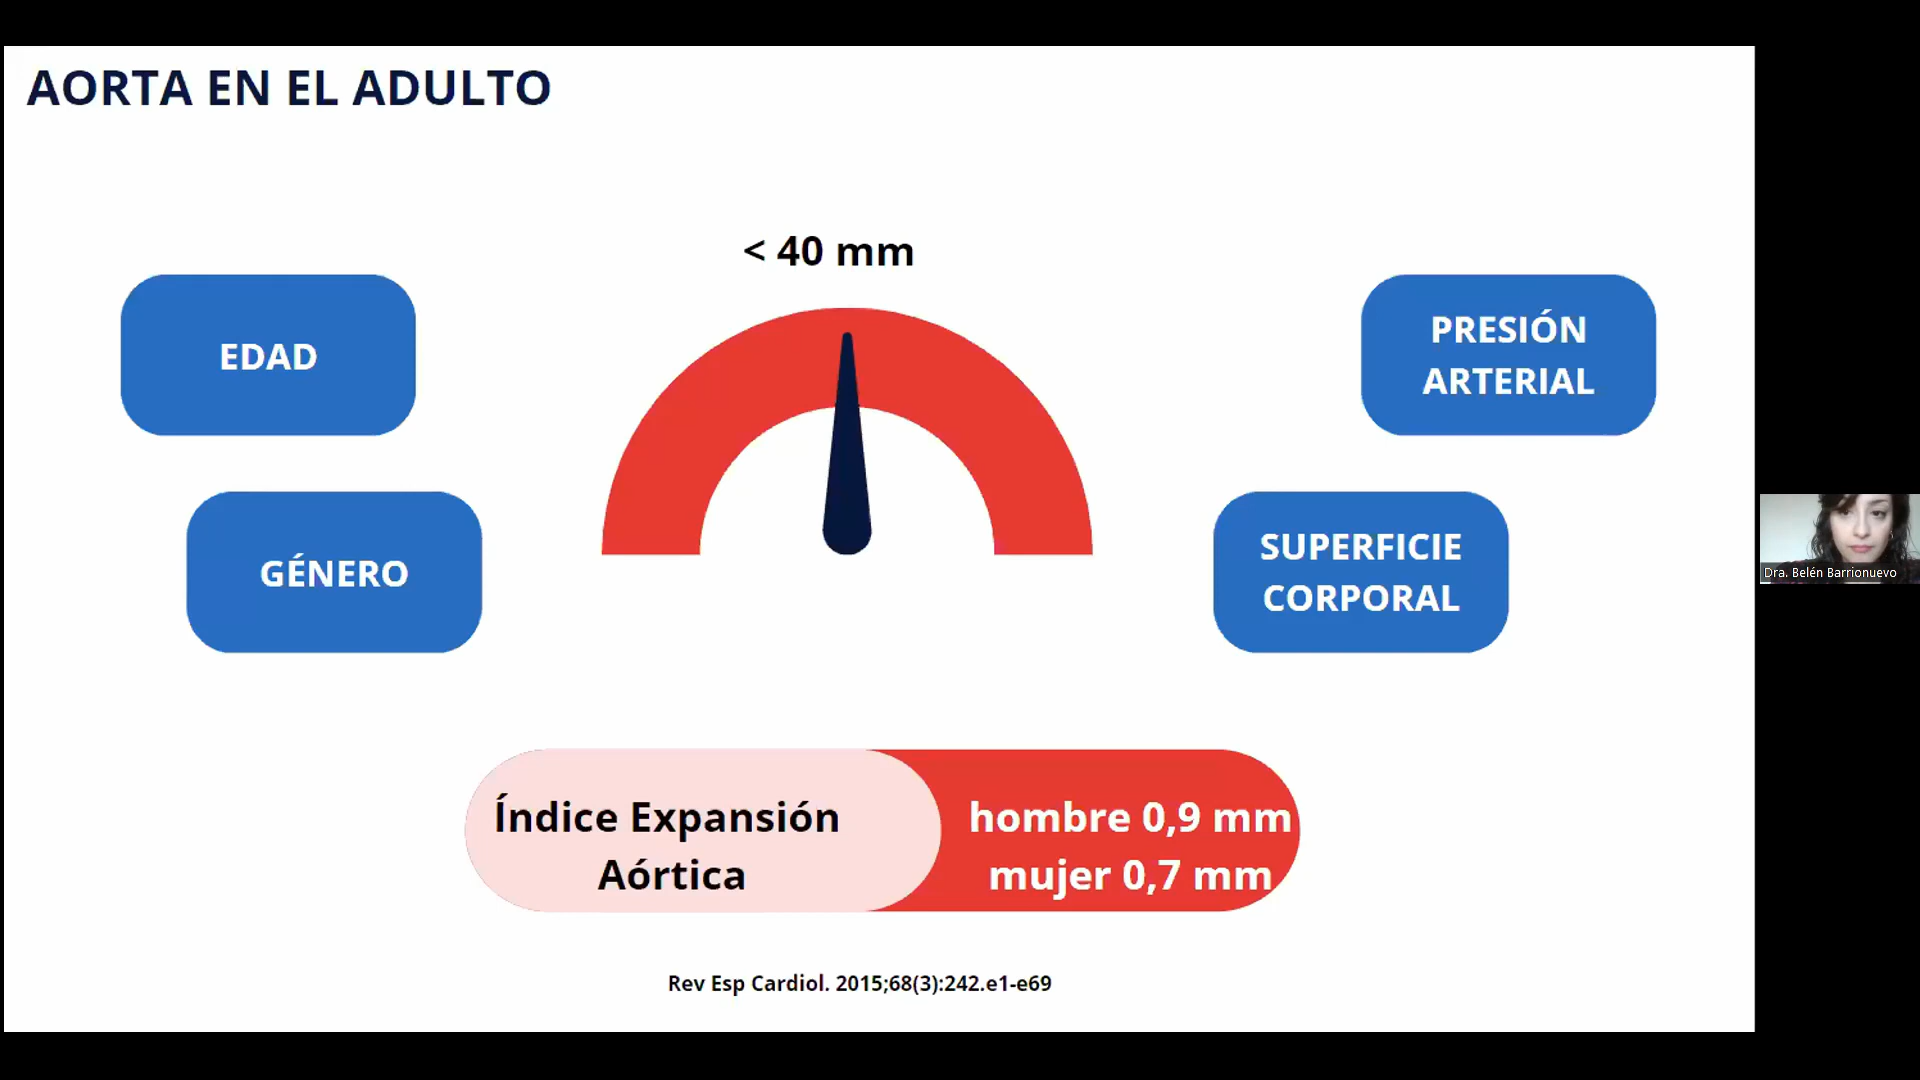 AORTA EN EL ADULTO
< 40 mm
EDAD
PRESIÓN
ARTERIAL
GÉNERO
SUPERFICIE
CORPORAL
Índice Expansión
Aórtica
hombre 0,9 mm
mujer 0,7 mm
Rev Esp Cardiol. 2015;68(3):242.e1-e69
Dra. Belén Barrionuevo